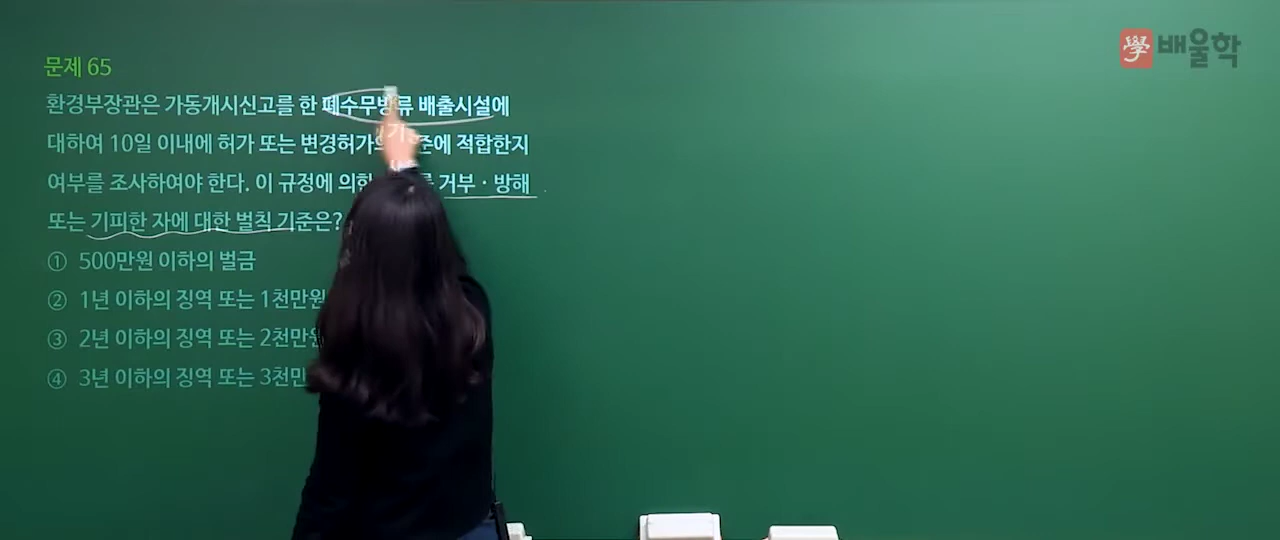 學 배울학
문제 65
환경부장관은 가동개시신고를 한 폐수무방류 배출시설에
대하여 10일 이내에 허가 또는 변경허가의 기준에 적합한지
여부를 조사하여야 한다. 이 규정에 의한 거부·방해
또는 기피한 자에 대한 벌칙 기준은?
① 500만원 이하의 벌금
② 1년 이하의 징역 또는 1천만원
③ 2년 이하의 징역 또는 2천만원
④ 3년 이하의 징역 또는 3천만